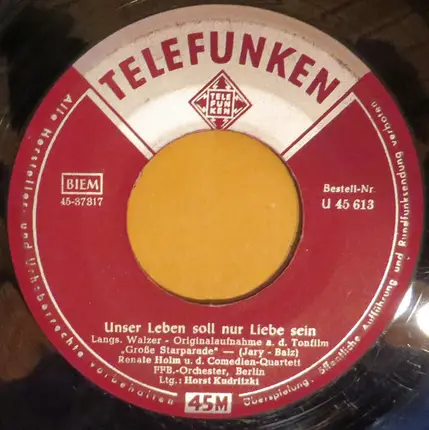 TELEFUNKEN
TELE
FUN
KEN
BIEM
45-37317
Bestell-Nr.
U 45 613
Unser Leben soll nur Liebe sein
Langs. Walzer - Originalaufnahme a. d. Tonfilm
„Große Starparade" — (Jary - Balz)
Renate Holm u. d. Comedien-Quartett
FFB.-Orchester, Berlin
Ltg.: Horst Kudritzki
45M
Alle Hersteller- und Urheberrechte vorbehalten
Überspielung, öffentliche Aufführung und Rundfunksendung verboten